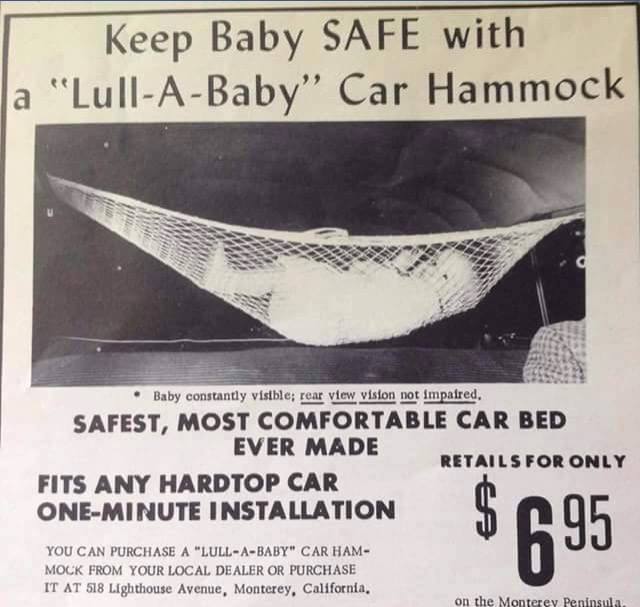 Keep Baby SAFE with
a "Lull-A-Baby" Car Hammock
• Baby constantly visible; rear view vision not impaired.
SAFEST, MOST COMFORTABLE CAR BED
EVER MADE
FITS ANY HARDTOP CAR
ONE-MINUTE INSTALLATION
YOU CAN PURCHASE A "LULL-A-BABY" CAR HAM-
MOCK FROM YOUR LOCAL DEALER OR PURCHASE
IT AT 518 Lighthouse Avenue, Monterey, California.
RETAILS FOR ONLY
$6.95
on the Monterey Peninsula.